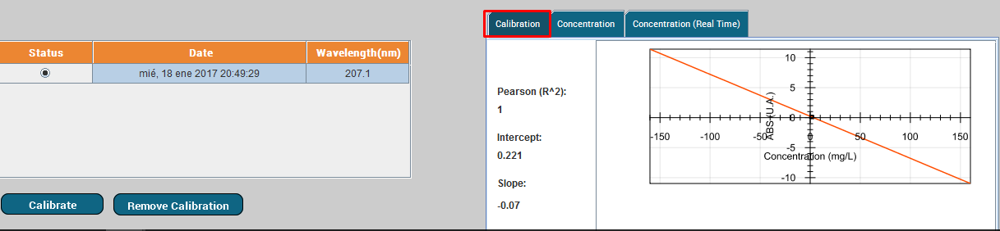 Status Date Wavelength(nm)
mié, 18 ene 2017 20:49:29 207.1
Calibrate Remove Calibration
Calibration Concentration Concentration (Real Time)
Pearson (R^2):
1
Intercept:
0.221
Slope:
-0.07
10
5
0
-5
-10
ABS (U.A.)
-150 -100 -50 0 50 100 150
Concentration (mg/L)